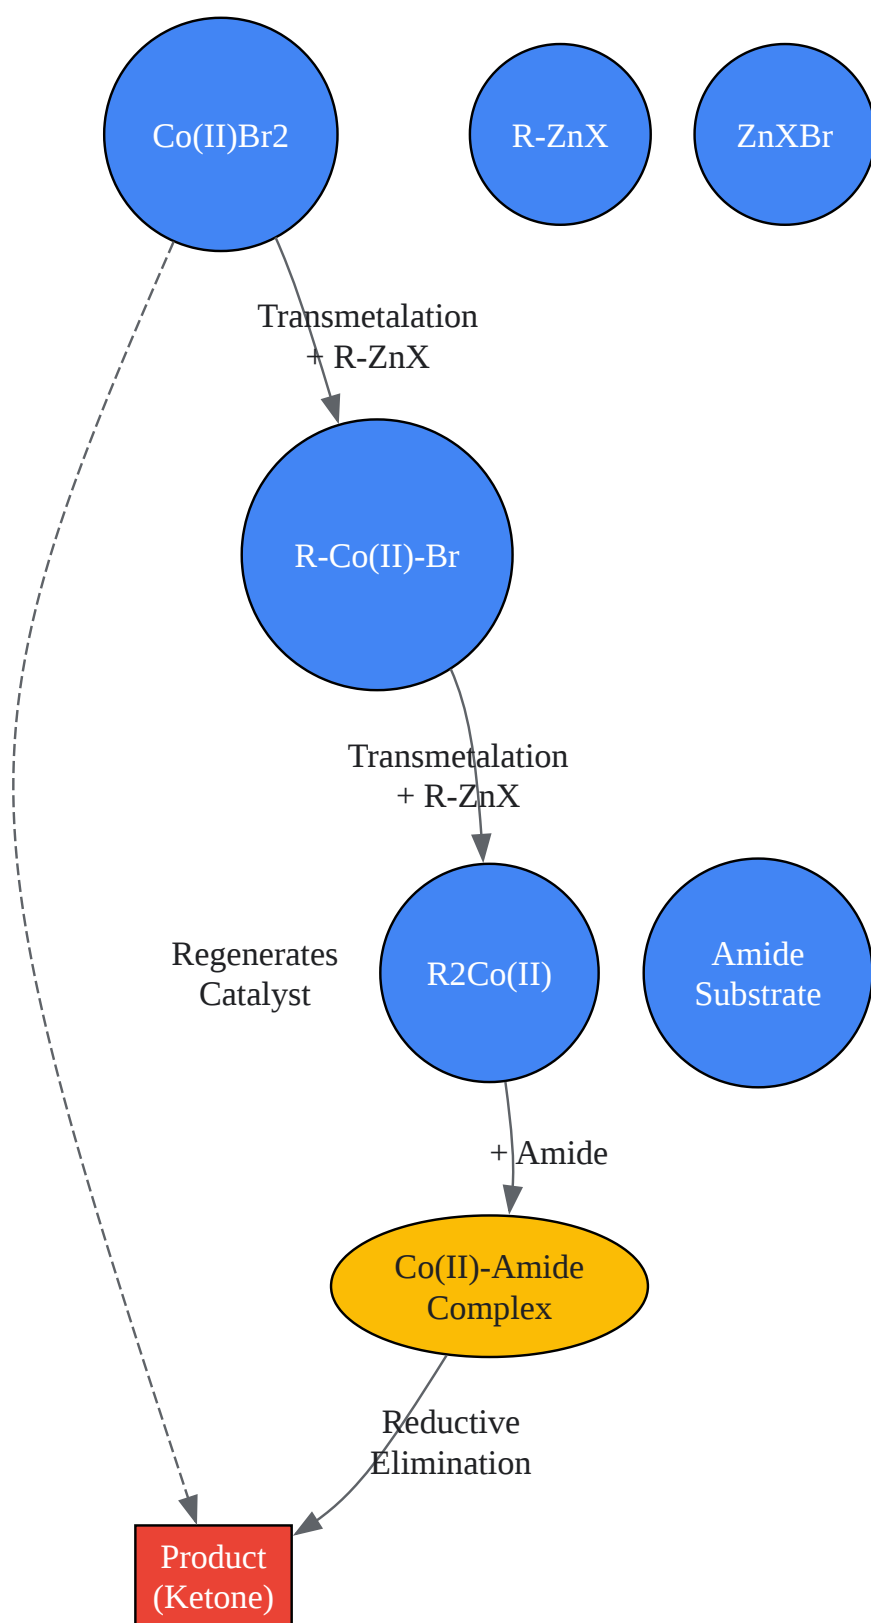 Co(II)Br2
R-ZnX
ZnXBr
Transmetalation
+ R-ZnX
R-Co(II)-Br
Transmetalation
+ R-ZnX
Regenerates
Catalyst
R2Co(II)
Amide
Substrate
+ Amide
Co(II)-Amide
Complex
Reductive
Elimination
Product
(Ketone)